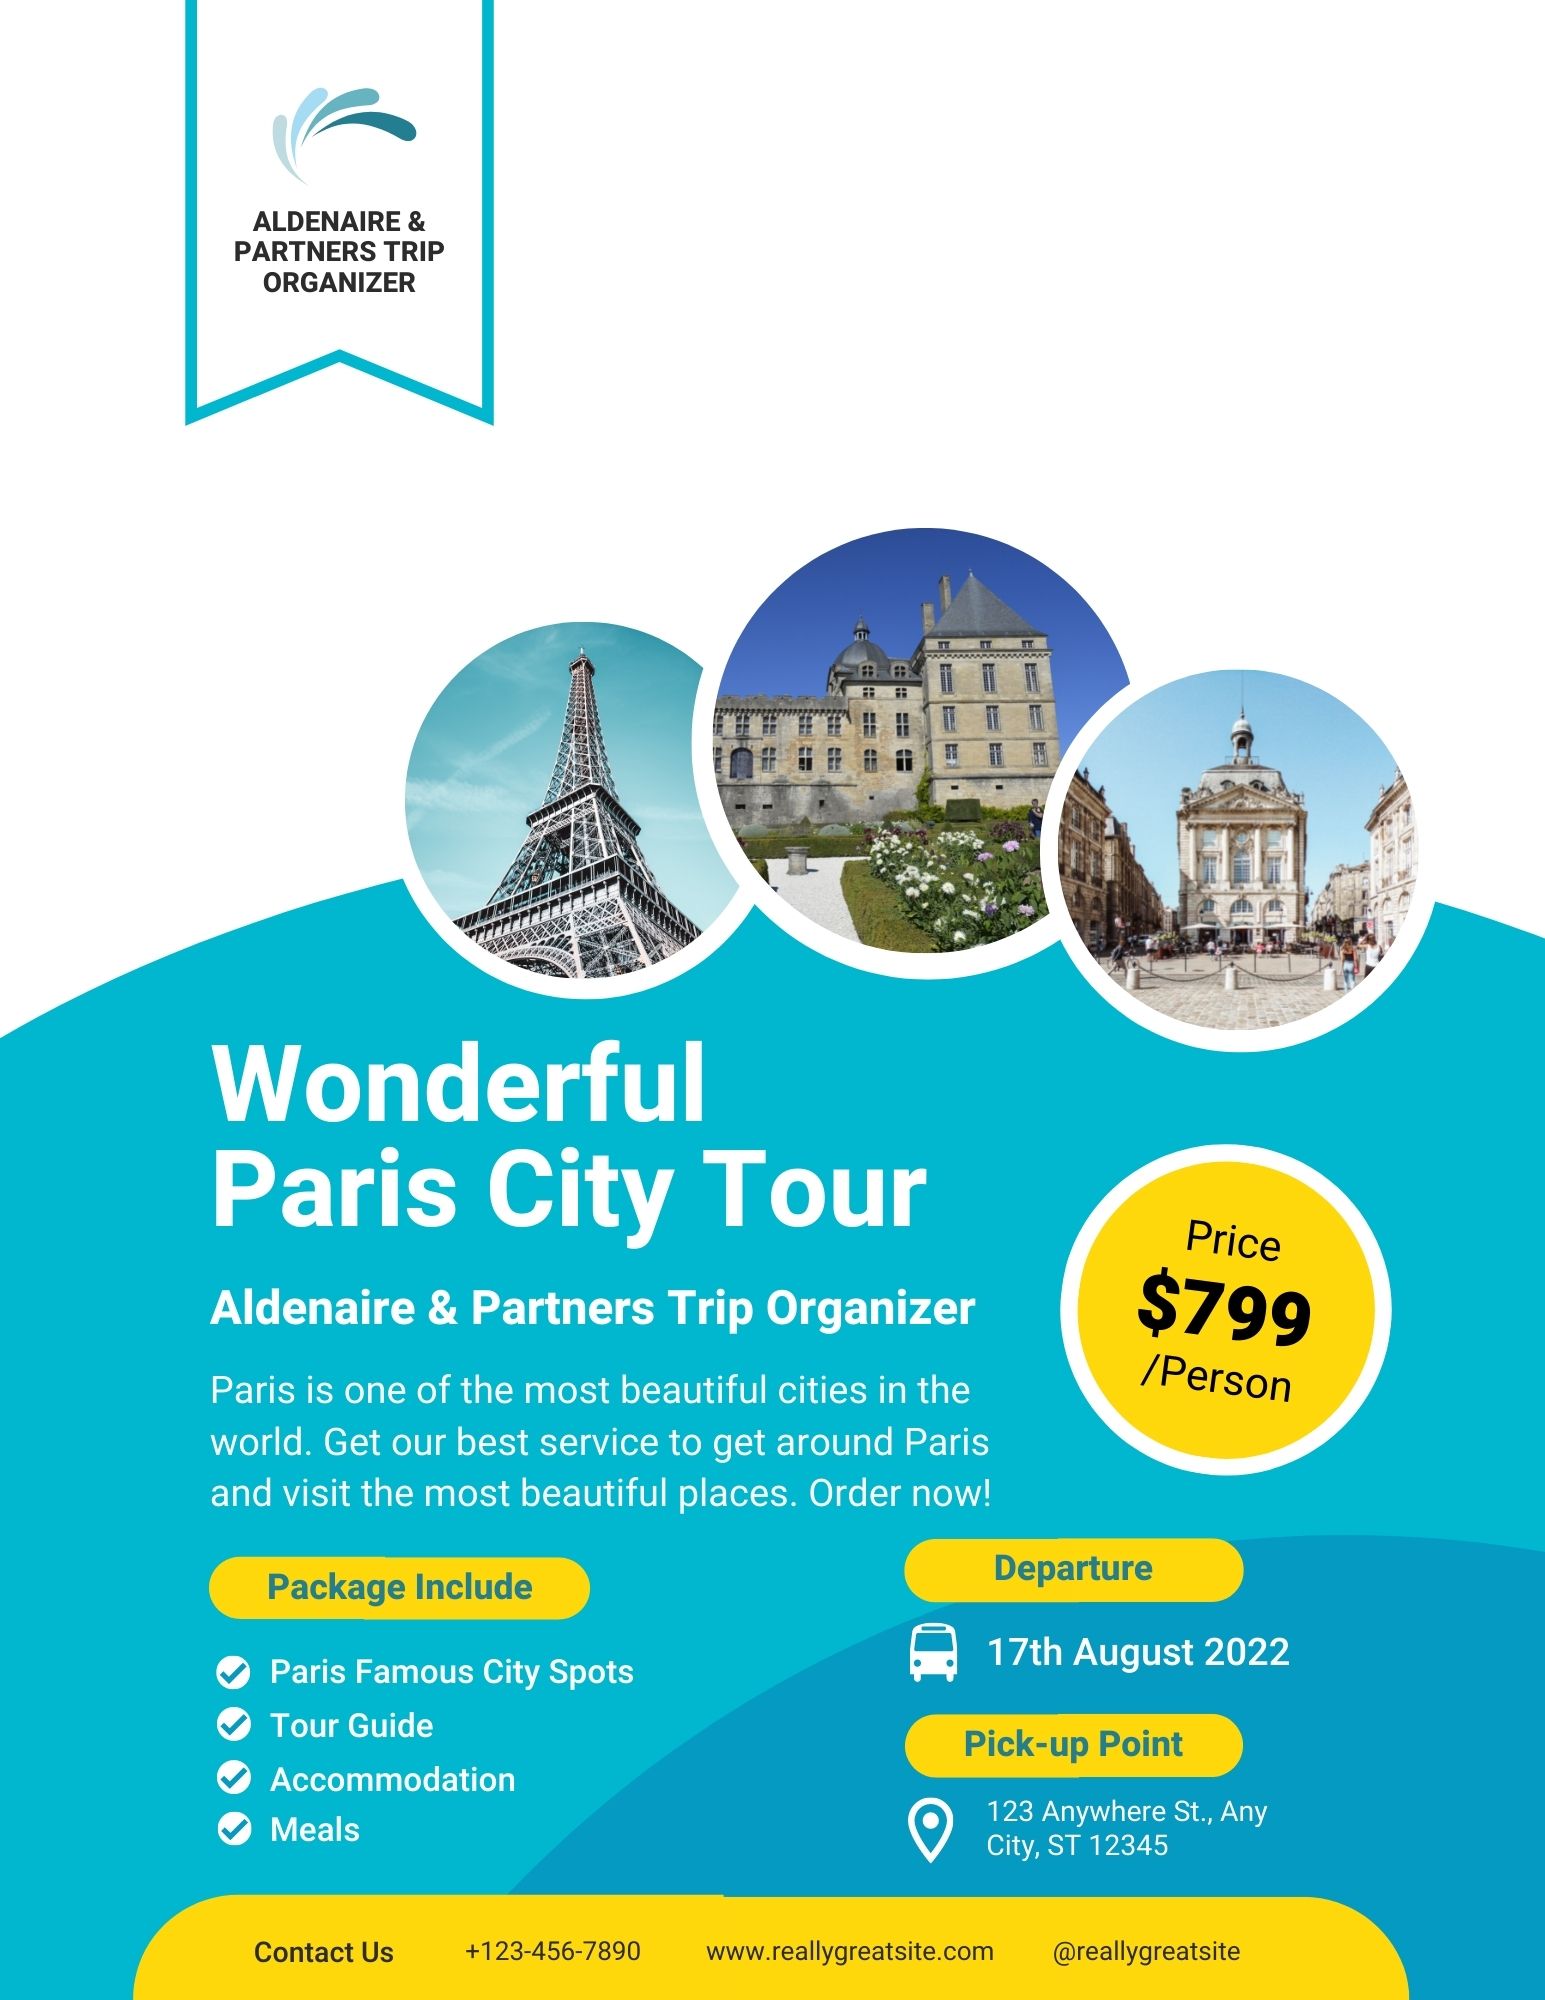 ALDENAIRE &
PARTNERS TRIP
ORGANIZER
Wonderful
Paris City Tour
Aldenaire & Partners Trip Organizer
Paris is one of the most beautiful cities in the
world. Get our best service to get around Paris
and visit the most beautiful places. Order now!
Price
$799
/Person
Package Include
Paris Famous City Spots
Tour Guide
Accommodation
Meals
Departure
17th August 2022
Pick-up Point
123 Anywhere St., Any
City, ST 12345
Contact Us
+123-456-7890
www.reallygreatsite.com
@reallygreatsite